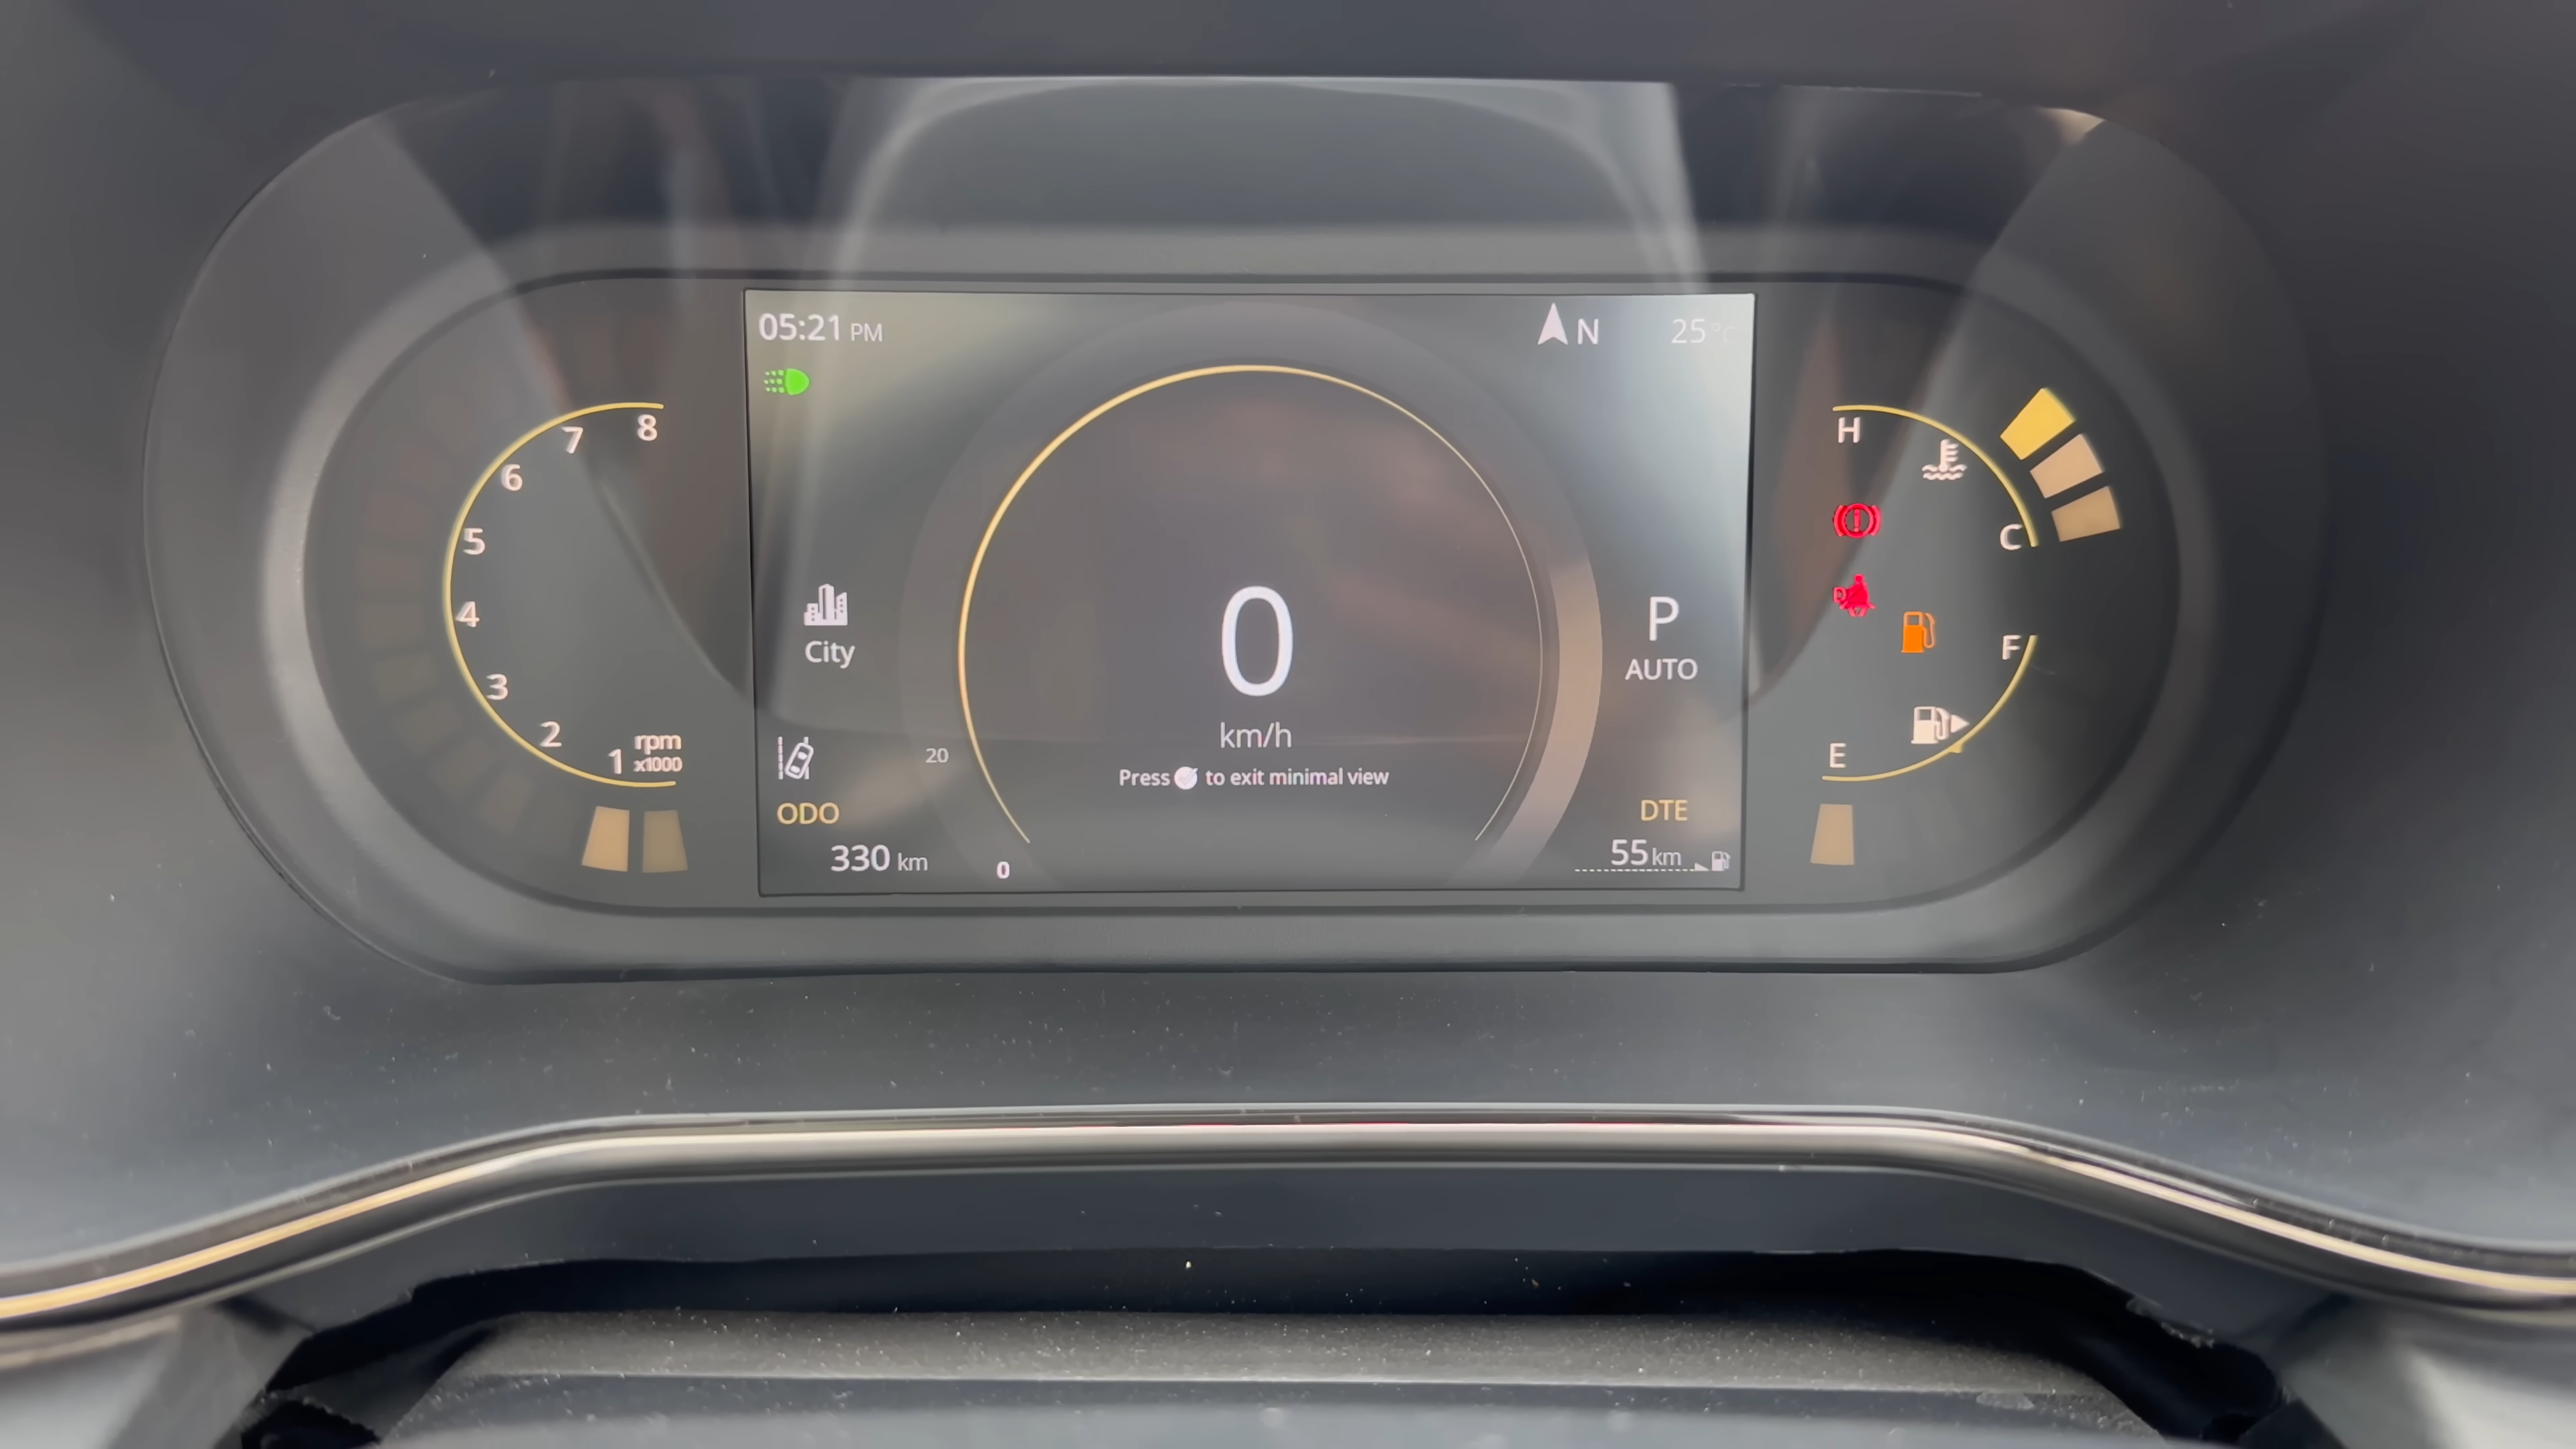 05:21 PM
N 25°C
8
7
6
5
4
3
2
1 rpm
x1000
City
20
ODO
330 km
0
0
km/h
Press to exit minimal view
P
AUTO
DTE
55 km
H
C
F
E